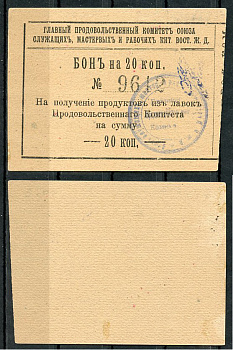 ГЛАВНЫЙ ПРОДОВОЛЬСТВЕННЫЙ КОМИТЕТЪ СОЮЗА
СЛУЖАЩИХЪ, МАСТЕРОВЫХЪ И РАБОЧИХЪ КИТ. ВОСТ. Ж. Д.
БОНЪ НА 20 КОП.
№ 9642
На полученіе продуктовъ изъ лавокъ
Продовольственнаго Комитета
на сумму
— 20 коп. —